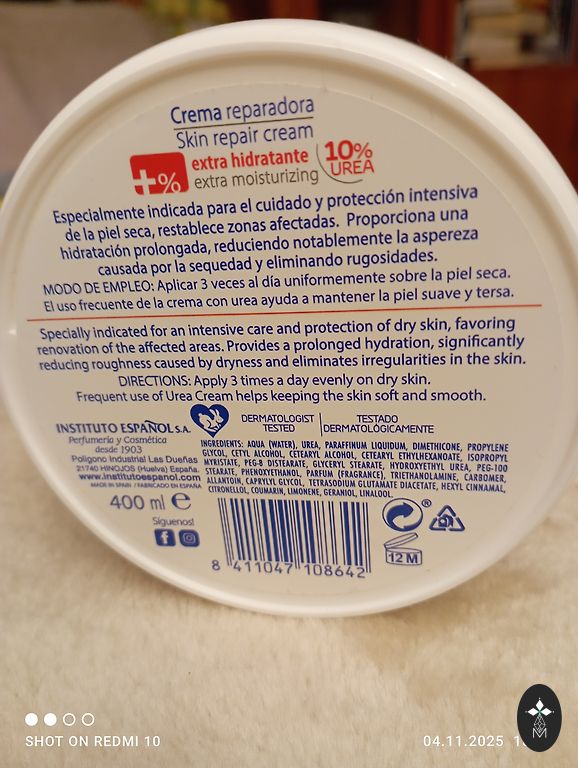 Crema reparadora
Skin repair cream
+% extra hidratante
extra moisturizing
10%
UREA
Especialmente indicada para el cuidado y protección intensiva
de la piel seca, restablece zonas afectadas. Proporciona una
hidratación prolongada, reduciendo notablemente la aspereza
causada por la sequedad y eliminando rugosidades.
MODO DE EMPLEO: Aplicar 3 veces al día uniformemente sobre la piel seca.
El uso frecuente de la crema con urea ayuda a mantener la piel suave y tersa.
Specially indicated for an intensive care and protection of dry skin, favoring
renovation of the affected areas. Provides a prolonged hydration, significantly
reducing roughness caused by dryness and eliminates irregularities in the skin.
DIRECTIONS: Apply 3 times a day evenly on dry skin.
Frequent use of Urea Cream helps keeping the skin soft and smooth.
INSTITUTO ESPAÑOL S.A.
Perfumería y Cosmética
desde 1903
Polígono Industrial Las Dueñas
21740 HINOJOS (Huelva) España.
www.institutoespanol.com
MADE IN SPAIN / FABRICADO EN ESPAÑA
400 ml e
Síguenos!
DERMATOLOGIST
TESTED
TESTADO
DERMATOLÓGICAMENTE
INGREDIENTS: AQUA (WATER), UREA, PARAFFINUM LIQUIDUM, DIMETHICONE, PROPYLENE
GLYCOL, CETYL ALCOHOL, CETEARYL ALCOHOL, CETEARYL ETHYLHEXANOATE, ISOPROPYL
MYRISTATE, PEG-8 DISTEARATE, GLYCERYL STEARATE, HYDROXYETHYL UREA, PEG-100
STEARATE, PHENOXYETHANOL, PARFUM (FRAGRANCE), TRIETHANOLAMINE, CARBOMER,
ALLANTOIN, CAPRYLYL GLYCOL, TETRASODIUM GLUTAMATE DIACETATE, HEXYL CINNAMAL,
CITRONELLOL, COUMARIN, LIMONENE, GERANIOL, LINALOOL.
8 411047 108642
®
12 M
SHOT ON REDMI 10
04.11.2025
M